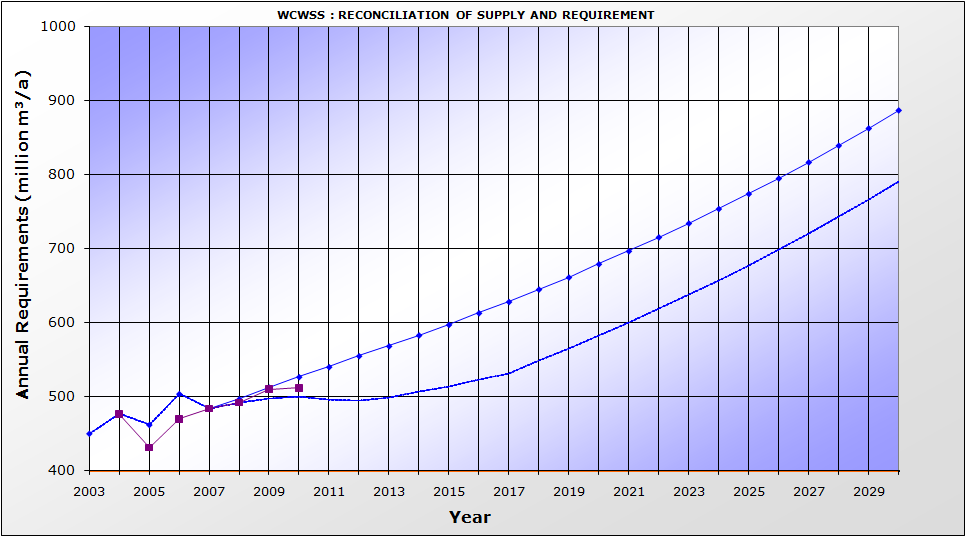 WCWSS : RECONCILIATION OF SUPPLY AND REQUIREMENT
Annual Requirements (million m³/a)
1000
900
800
700
600
500
400
2003 2005 2007 2009 2011 2013 2015 2017 2019 2021 2023 2025 2027 2029
Year